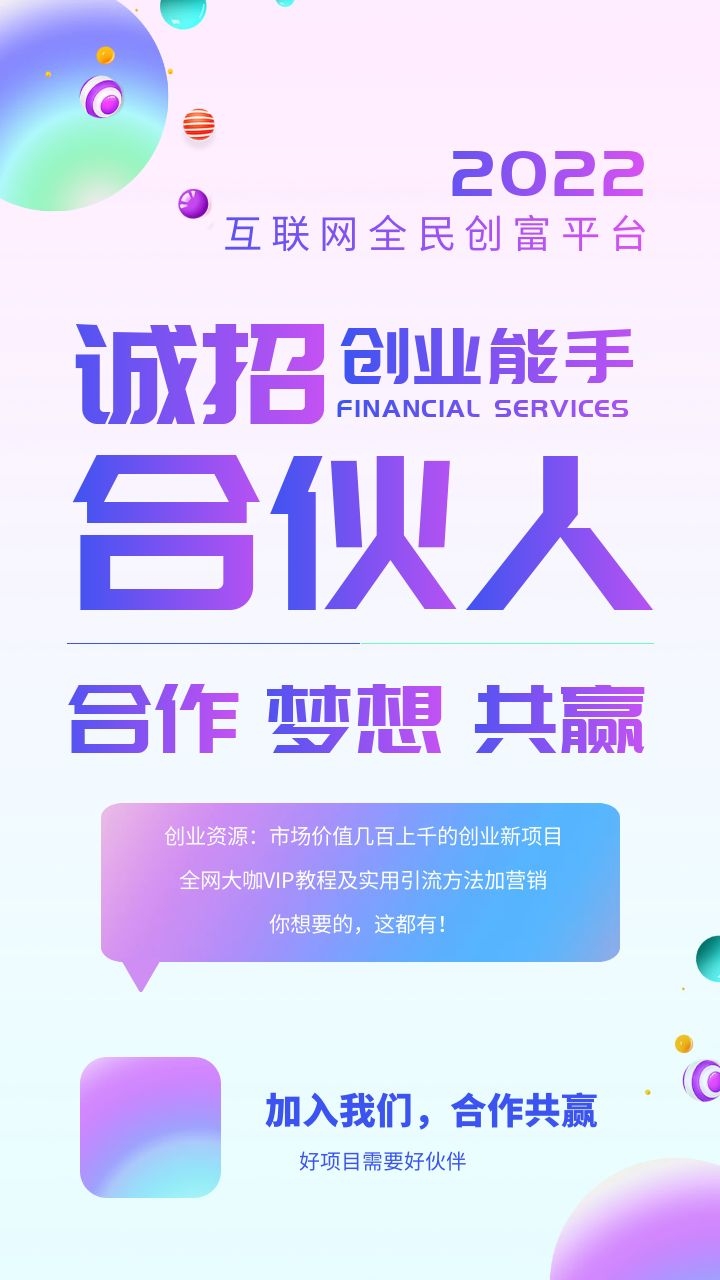 2022
互联网全民创富平台
诚招 创业能手
FINANCIAL SERVICES
合伙人
合作 梦想 共赢
创业资源：市场价值几百上千的创业新项目
全网大咖VIP教程及实用引流方法加营销
你想要的，这都有！
加入我们，合作共赢
好项目需要好伙伴